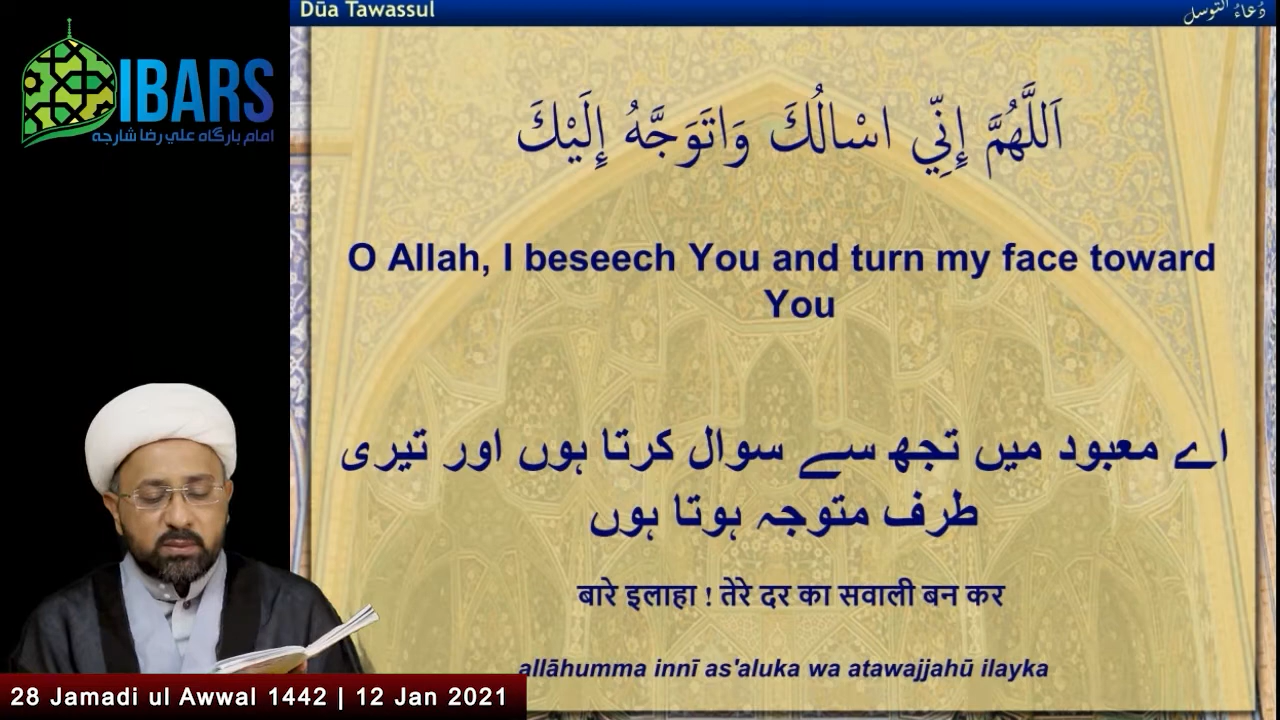 Dūa Tawassul
دُعَاءُ التوسل
IBARS
امام بارگاه علي رضا شارجه
اَللَّهُمَّ إِنِّي اسْالُكَ وَاتَوَجَّهُ إِلَيْكَ
O Allah, I beseech You and turn my face toward
You
اے معبود میں تجھ سے سوال کرتا ہوں اور تیری
طرف متوجہ ہوتا ہوں
बारे इलाहा ! तेरे दर का सवाली बन कर
allāhumma innī as'aluka wa atawajjahū ilayka
28 Jamadi ul Awwal 1442 | 12 Jan 2021